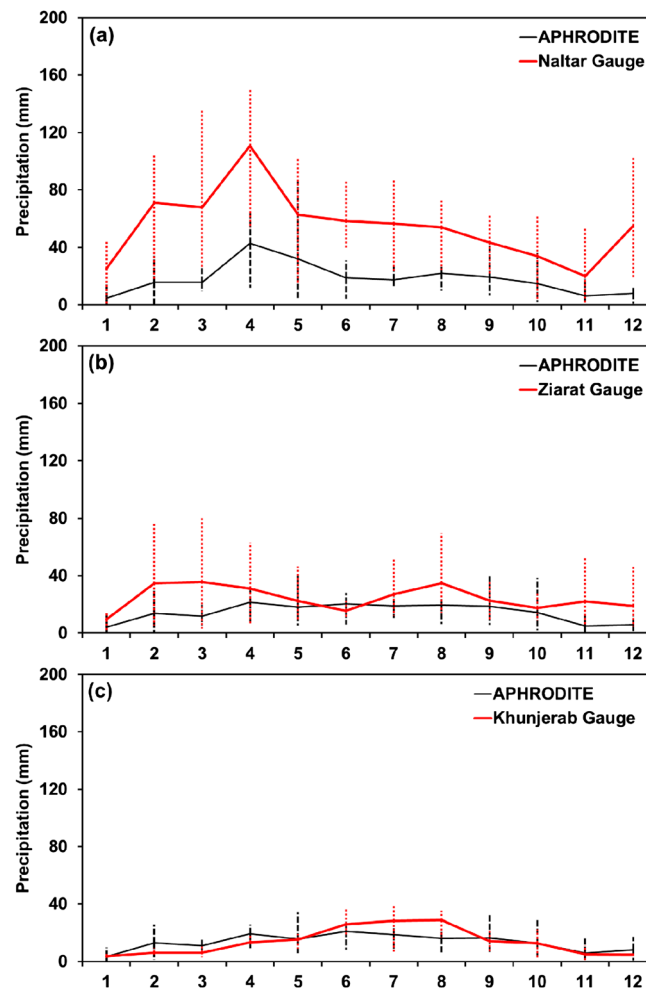 (a)
APHRODITE
Naltar Gauge
Precipitation (mm)
200
160
120
80
40
0
1 2 3 4 5 6 7 8 9 10 11 12
(b)
APHRODITE
Ziarat Gauge
Precipitation (mm)
200
160
120
80
40
0
1 2 3 4 5 6 7 8 9 10 11 12
(c)
APHRODITE
Khunjerab Gauge
Precipitation (mm)
200
160
120
80
40
0
1 2 3 4 5 6 7 8 9 10 11 12